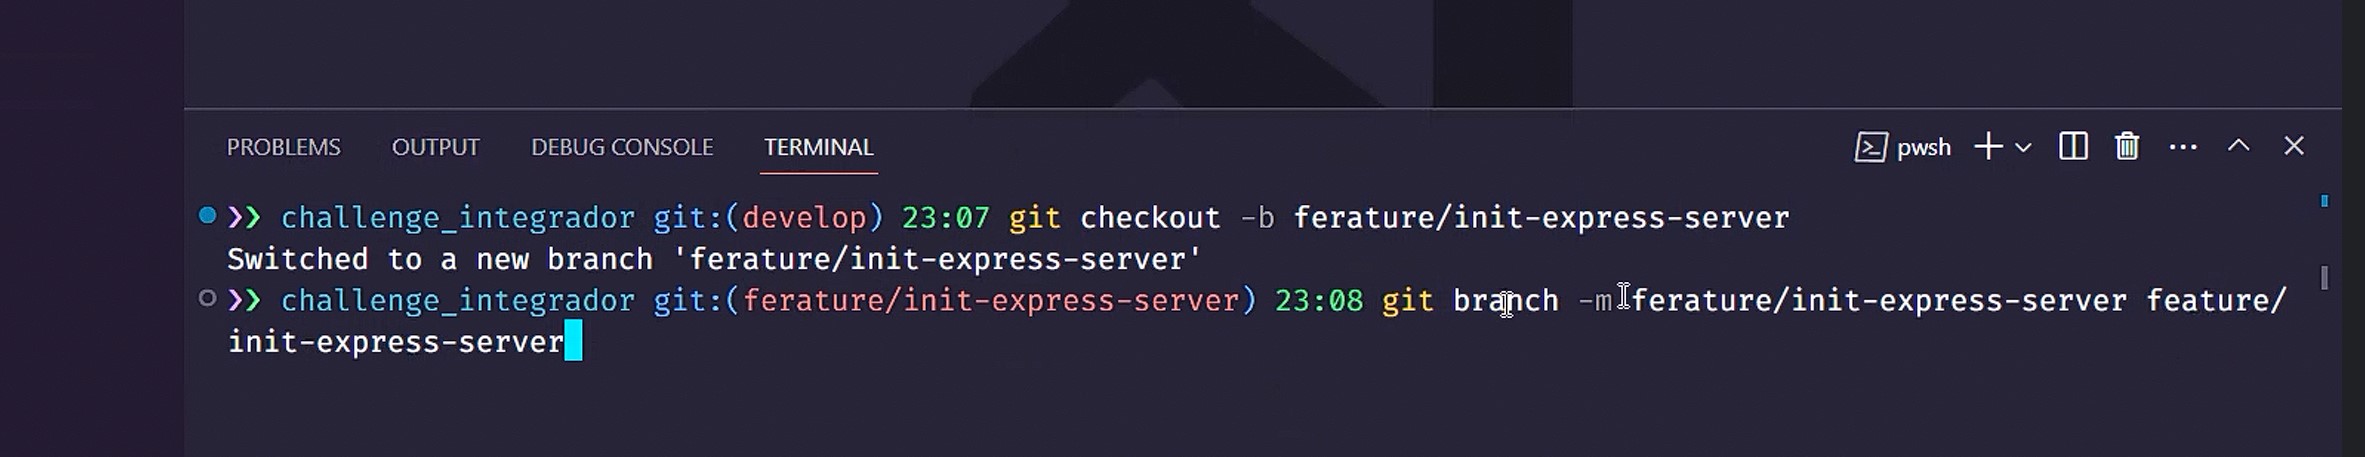 PROBLEMS OUTPUT DEBUG CONSOLE TERMINAL pwsh
❯❯ challenge_integrador git:(develop) 23:07 git checkout -b ferature/init-express-server
Switched to a new branch 'ferature/init-express-server'
❯❯ challenge_integrador git:(ferature/init-express-server) 23:08 git branch -m ferature/init-express-server feature/
init-express-server